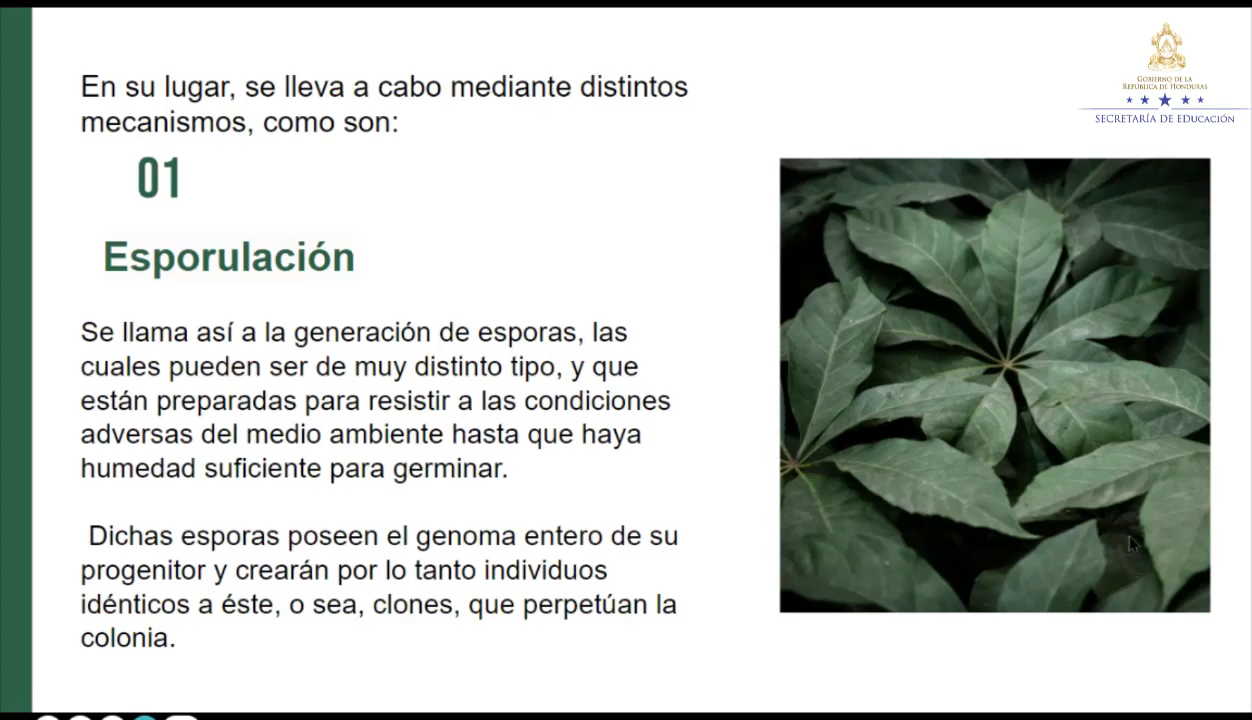 En su lugar, se lleva a cabo mediante distintos
mecanismos, como son:
01
Esporulación
Se llama así a la generación de esporas, las
cuales pueden ser de muy distinto tipo, y que
están preparadas para resistir a las condiciones
adversas del medio ambiente hasta que haya
humedad suficiente para germinar.
Dichas esporas poseen el genoma entero de su
progenitor y crearán por lo tanto individuos
idénticos a éste, o sea, clones, que perpetúan la
colonia.
GOBIERNO DE LA
REPÚBLICA DE HONDURAS
SECRETARÍA DE EDUCACIÓN